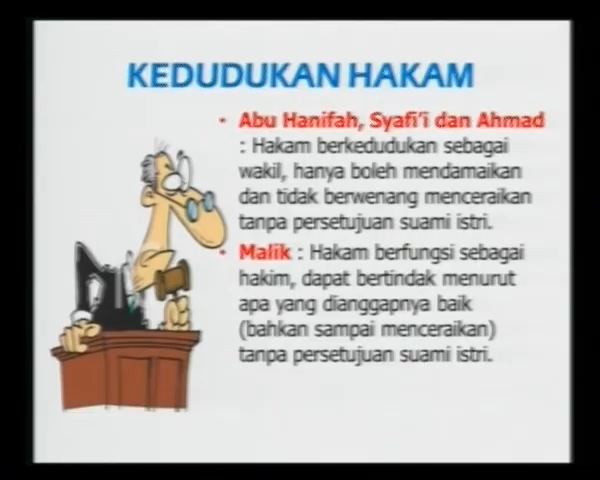 KEDUDUKAN HAKAM
• Abu Hanifah, Syafi'i dan Ahmad
: Hakam berkedudukan sebagai
wakil, hanya boleh mendamaikan
dan tidak berwenang menceraikan
tanpa persetujuan suami istri.
• Malik : Hakam berfungsi sebagai
hakim, dapat bertindak menurut
apa yang dianggapnya baik
(bahkan sampai menceraikan)
tanpa persetujuan suami istri.